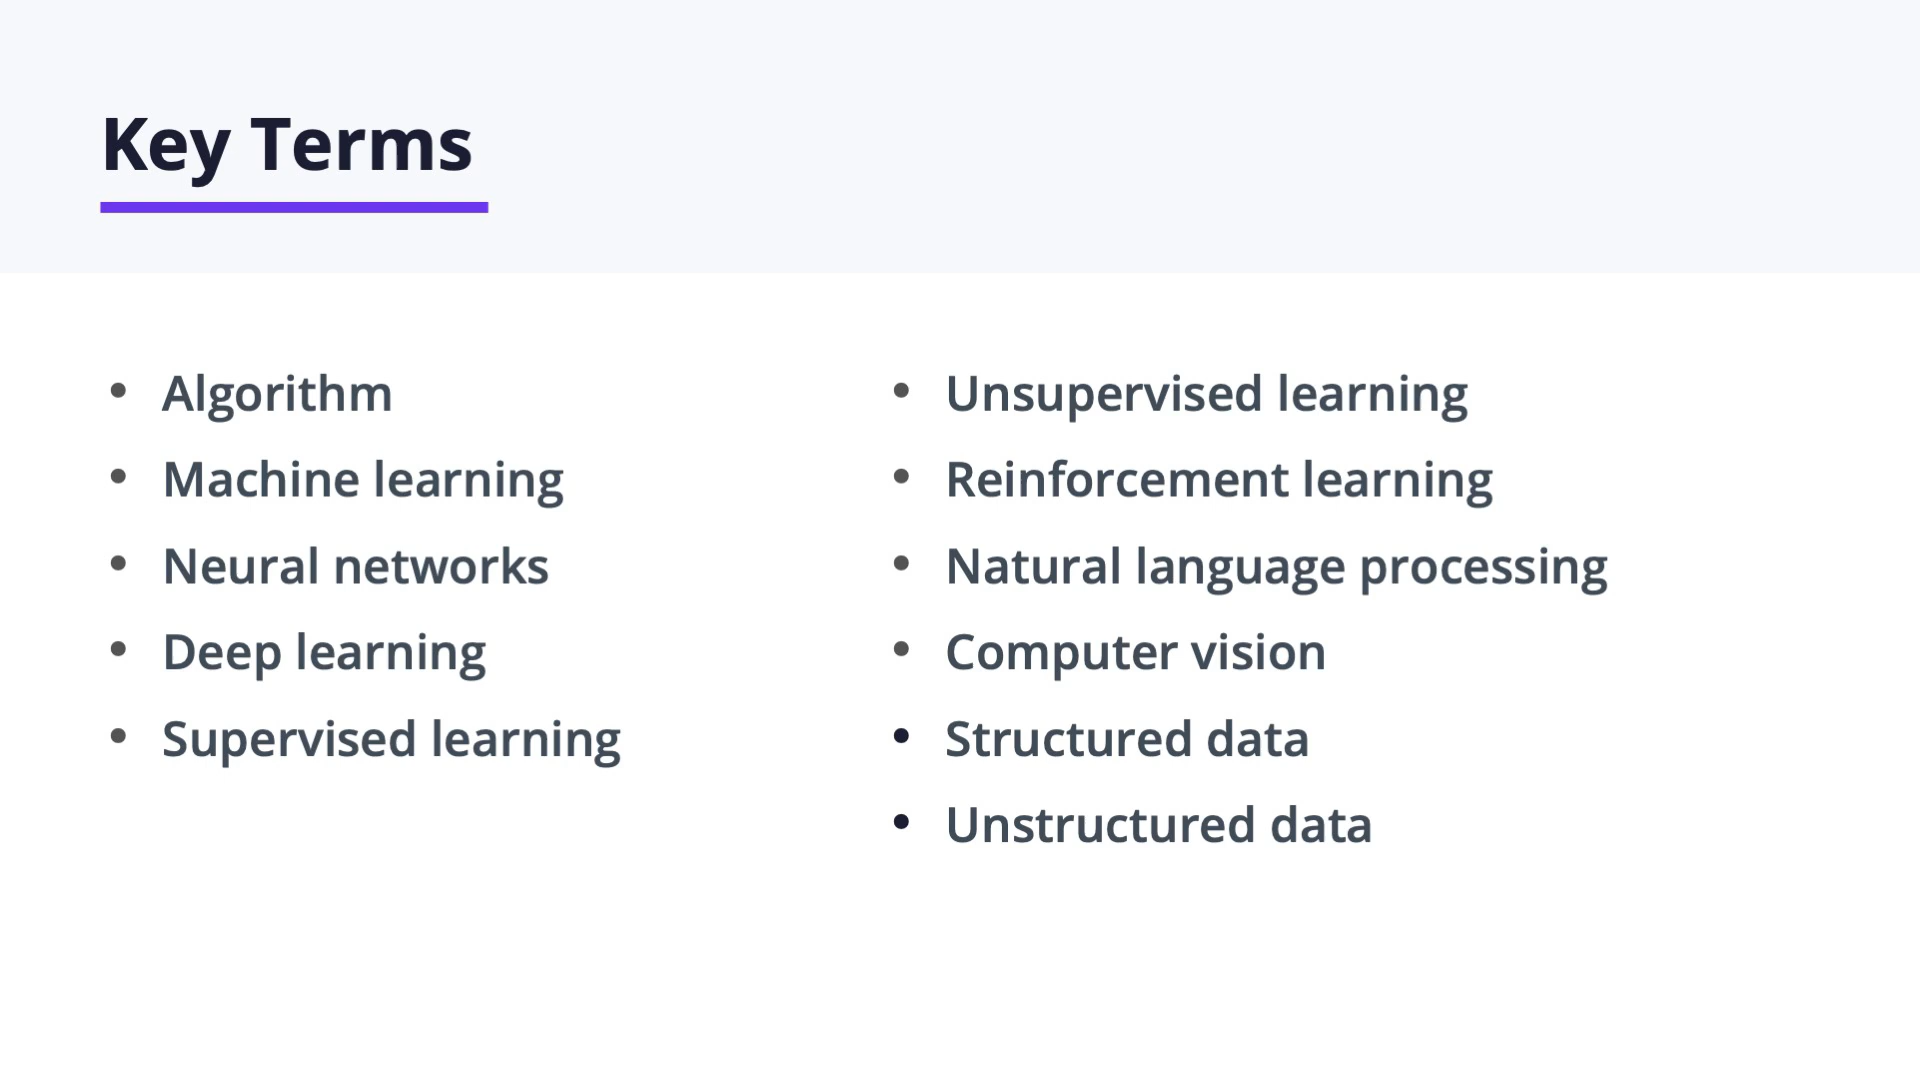 Key Terms
• Algorithm
• Machine learning
• Neural networks
• Deep learning
• Supervised learning
• Unsupervised learning
• Reinforcement learning
• Natural language processing
• Computer vision
• Structured data
• Unstructured data